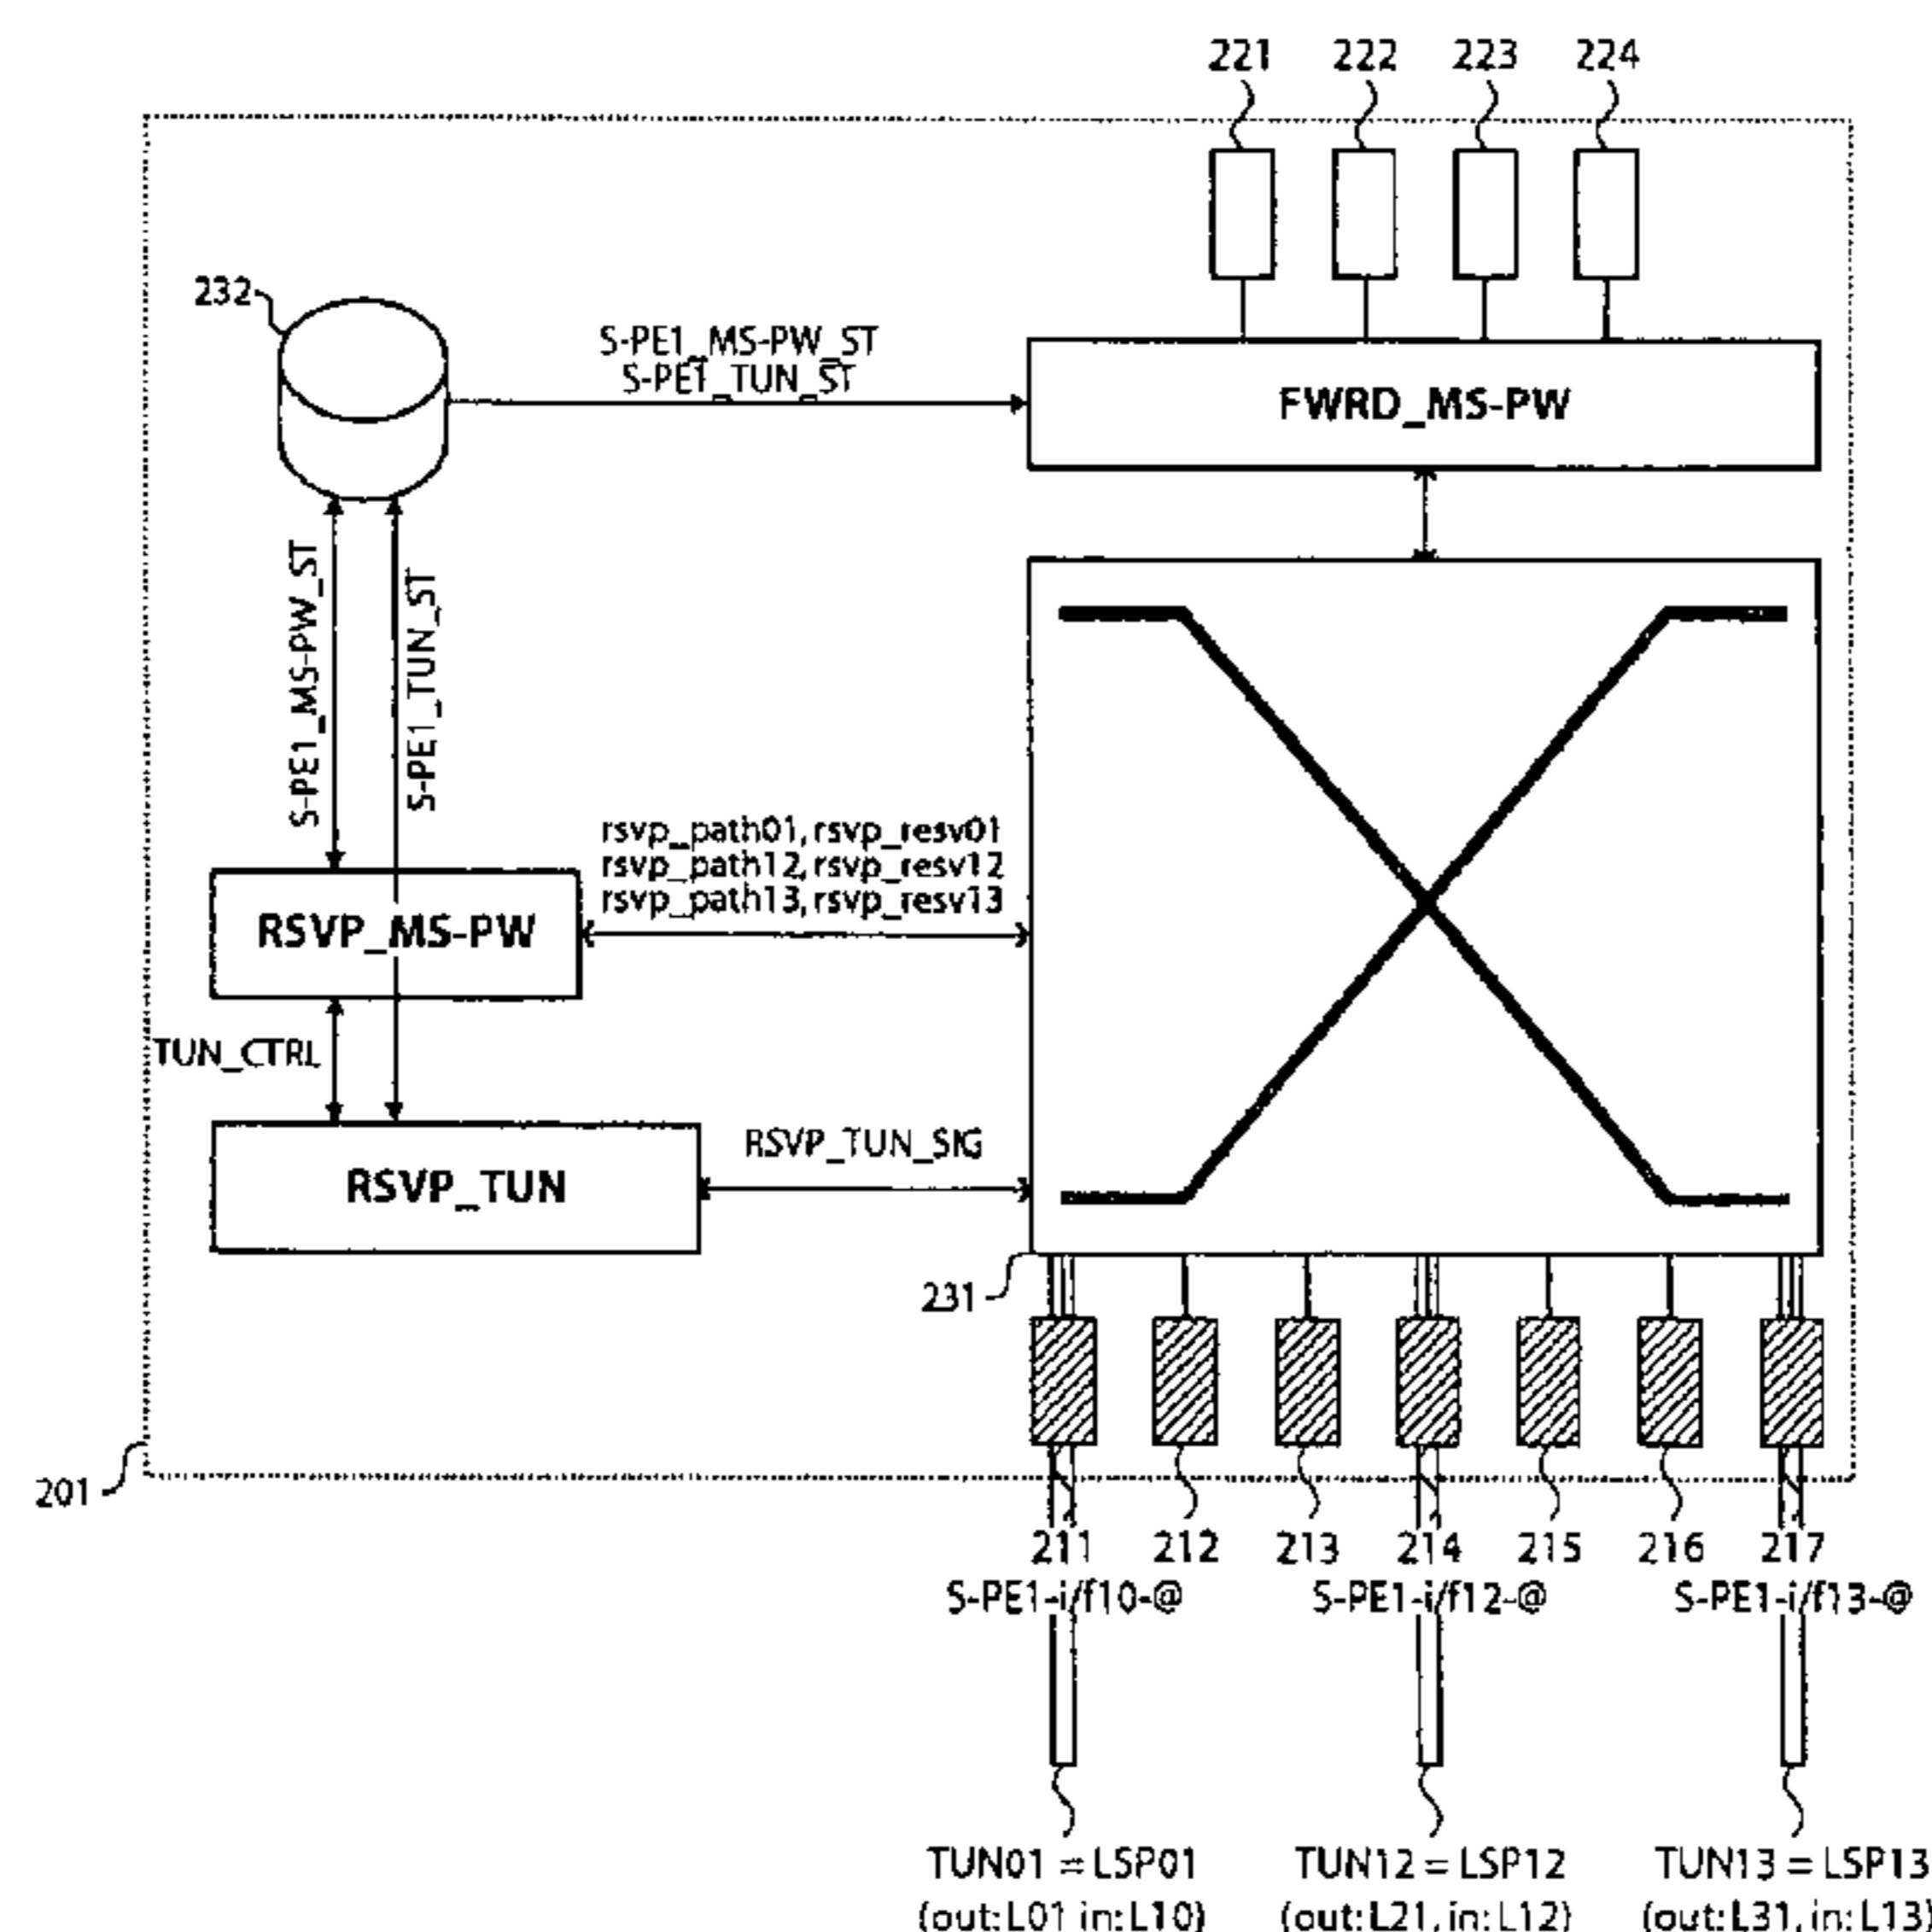 221 222 223 224
232
S-PE1_MS-PW_ST
S-PE1_TUN_ST
FWRD_MS-PW
S-PE1_MS-PW_ST
S-PE1_TUN_ST
rsvp_path01, rsvp_resv01
rsvp_path12, rsvp_resv12
rsvp_path13, rsvp_resv13
RSVP_MS-PW
TUN_CTRL
RSVP_TUN_SIG
RSVP_TUN
231
201
211 212 213 214 215 216 217
S-PE1-i/f10-@ S-PE1-i/f12-@ S-PE1-i/f13-@
TUN01 = LSP01 TUN12 = LSP12 TUN13 = LSP13
(out:L01 in:L10) (out:L21, in:L12) (out:L31, in:L13)